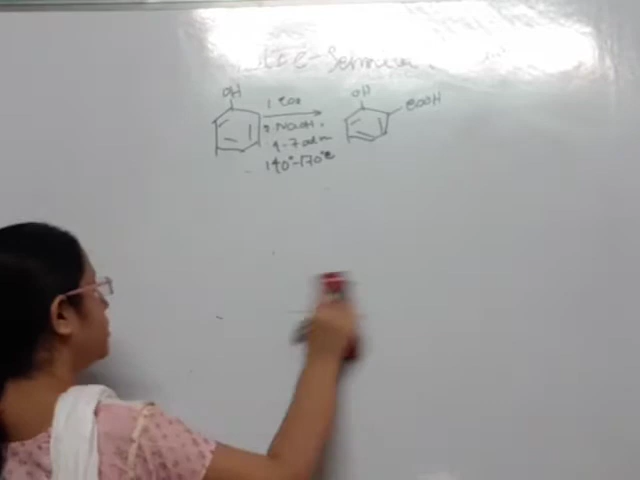 OH
1. CO2
2. NaOH.
4-7 atm
140°-170°C
OH
COOH